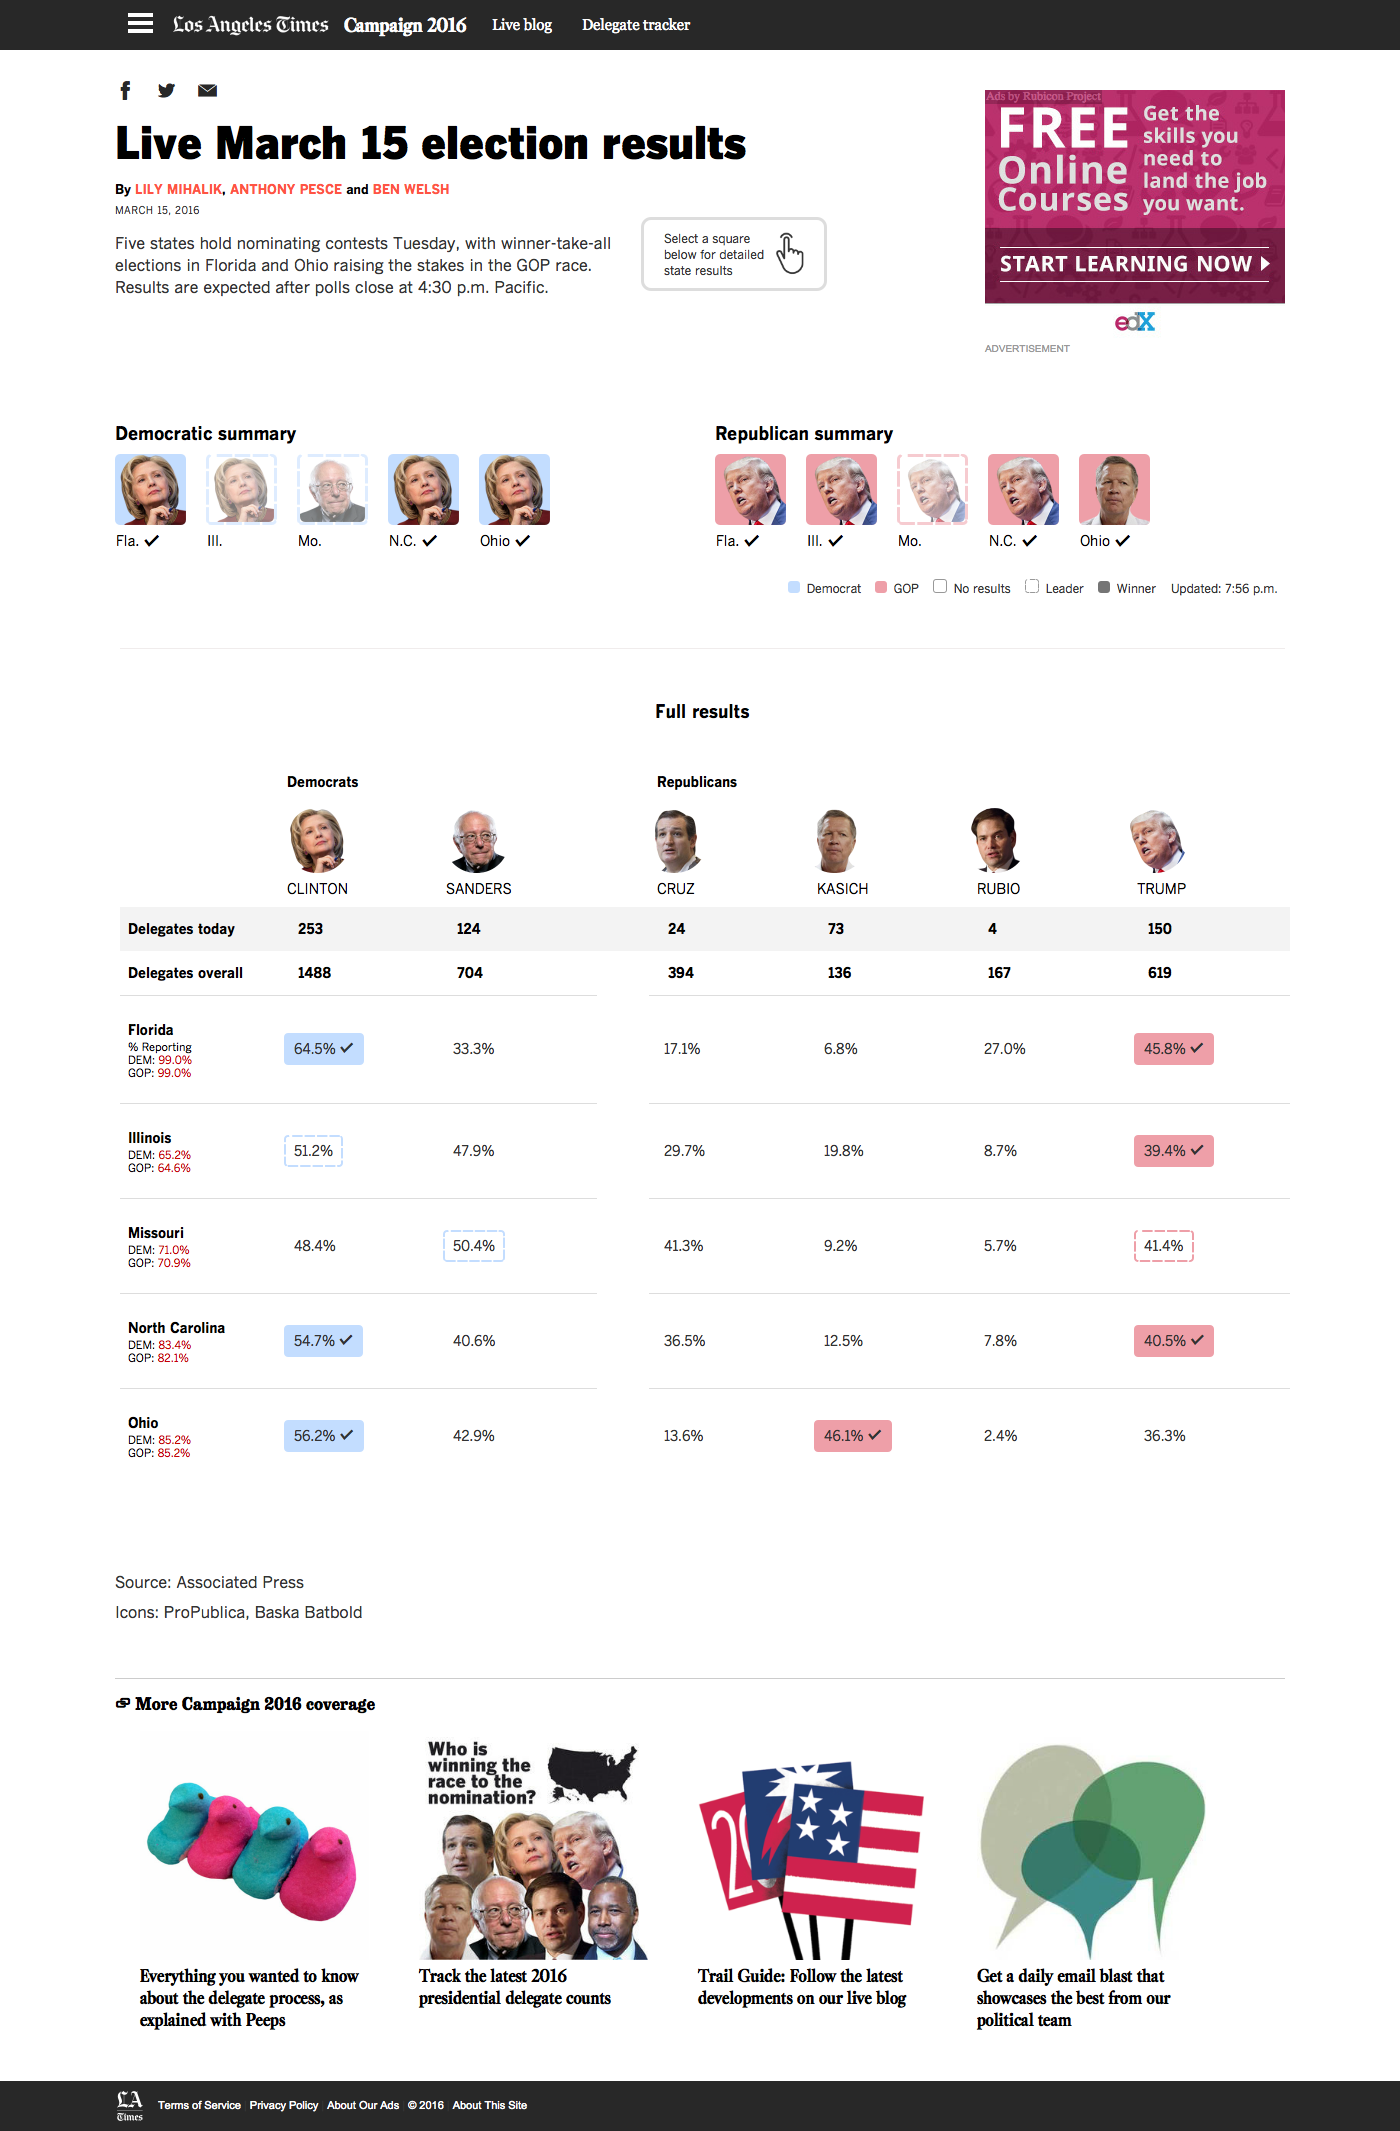 Los Angeles Times Campaign 2016 Live blog Delegate tracker
Live March 15 election results
By LILY MIHALIK, ANTHONY PESCE and BEN WELSH
MARCH 15, 2016
Five states hold nominating contests Tuesday, with winner-take-all
elections in Florida and Ohio raising the stakes in the GOP race.
Results are expected after polls close at 4:30 p.m. Pacific.
Select a square
below for detailed
state results
Ads by Rubicon Project
FREE
Online
Courses
Get the
skills you
need to
land the job
you want.
START LEARNING NOW
edX
ADVERTISEMENT
Democratic summary
Fla. Ill. Mo. N.C. Ohio
Republican summary
Fla. Ill. Mo. N.C. Ohio
Democrat GOP No results Leader Winner Updated: 7:56 p.m.
Full results
Democrats Republicans
CLINTON SANDERS CRUZ KASICH RUBIO TRUMP
Delegates today 253 124 24 73 4 150
Delegates overall 1488 704 394 136 167 619
Florida
% Reporting
DEM: 99.0%
GOP: 99.0%
64.5% 33.3% 17.1% 6.8% 27.0% 45.8%
Illinois
DEM: 65.2%
GOP: 64.6%
51.2% 47.9% 29.7% 19.8% 8.7% 39.4%
Missouri
DEM: 71.0%
GOP: 70.9%
48.4% 50.4% 41.3% 9.2% 5.7% 41.4%
North Carolina
DEM: 83.4%
GOP: 82.1%
54.7% 40.6% 36.5% 12.5% 7.8% 40.5%
Ohio
DEM: 85.2%
GOP: 85.2%
56.2% 42.9% 13.6% 46.1% 2.4% 36.3%
Source: Associated Press
Icons: ProPublica, Baska Batbold
More Campaign 2016 coverage
Who is
winning the
race to the
nomination?
20
Everything you wanted to know
about the delegate process, as
explained with Peeps
Track the latest 2016
presidential delegate counts
Trail Guide: Follow the latest
developments on our live blog
Get a daily email blast that
showcases the best from our
political team
LA
Times
Terms of Service Privacy Policy About Our Ads © 2016 About This Site